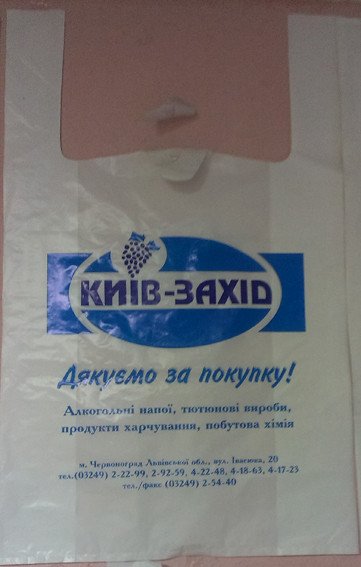 КИЇВ-ЗАХІД
Дякуємо за покупку!
Алкогольні напої, тютюнові вироби,
продукти харчування, побутова хімія
м. Червоноград Львівської обл., вул. Івасюка, 20
тел.(03249) 2-22-99, 2-92-59, 4-22-48, 4-18-63, 4-17-23
тел./факс (03249) 2-54-40